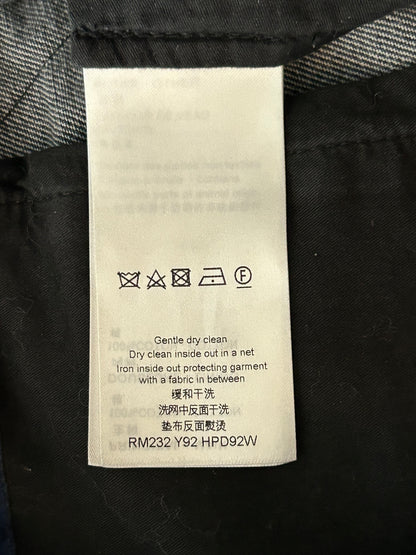 F
Gentle dry clean
Dry clean inside out in a net
Iron inside out protecting garment
with a fabric in between
缓和干洗
洗网中反面干洗
垫布反面熨烫
RM232 Y92 HPD92W